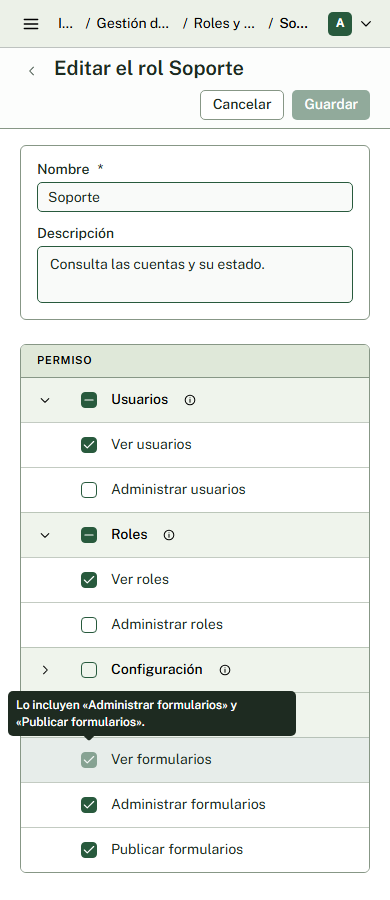 I... / Gestión d... / Roles y ... / So... A
Editar el rol Soporte
Cancelar Guardar
Nombre *
Soporte
Descripción
Consulta las cuentas y su estado.
PERMISO
Usuarios
Ver usuarios
Administrar usuarios
Roles
Ver roles
Administrar roles
Configuración
Lo incluyen «Administrar formularios» y
«Publicar formularios».
Ver formularios
Administrar formularios
Publicar formularios